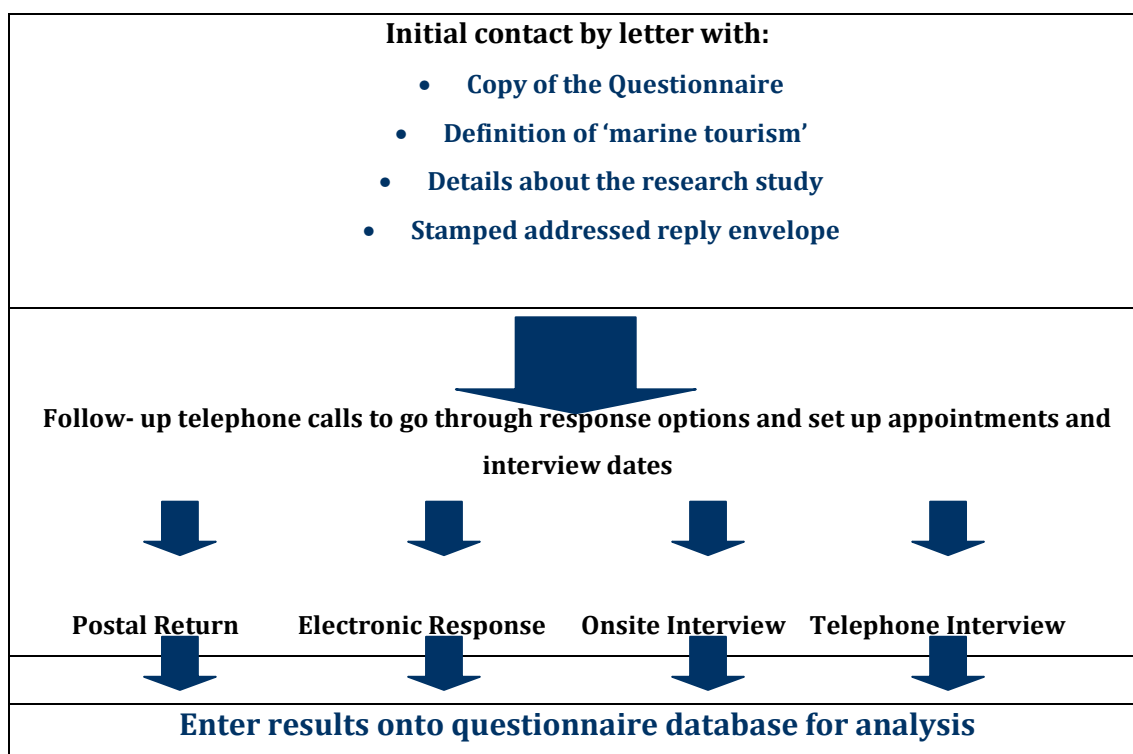 Initial contact by letter with:
• Copy of the Questionnaire
• Definition of ‘marine tourism’
• Details about the research study
• Stamped addressed reply envelope
Follow- up telephone calls to go through response options and set up appointments and
interview dates
Postal Return Electronic Response Onsite Interview Telephone Interview
Enter results onto questionnaire database for analysis